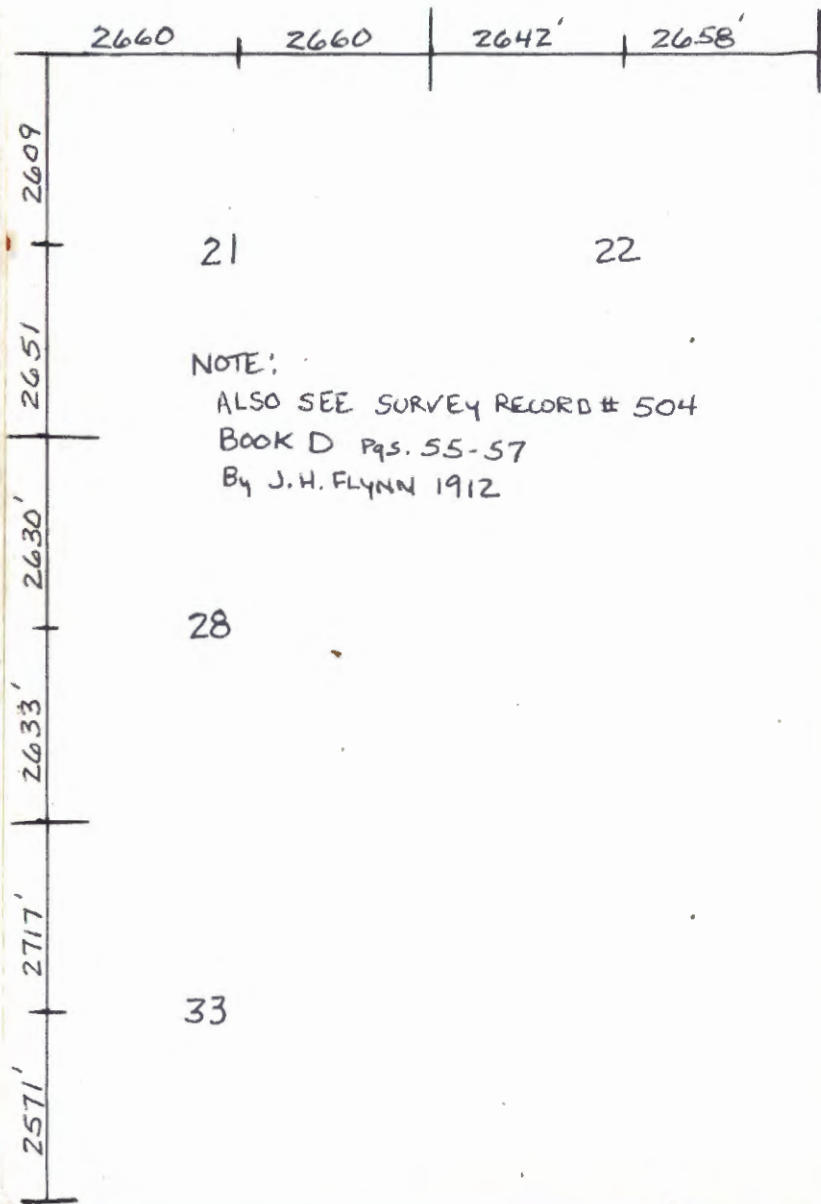 2660 2660 2642' 2658'
2609
21 22
2651
NOTE:
ALSO SEE SURVEY RECORD # 504
BOOK D Pgs. 55-57
By J.H. FLYNN 1912
2630'
28
2633'
2717'
33
2571'